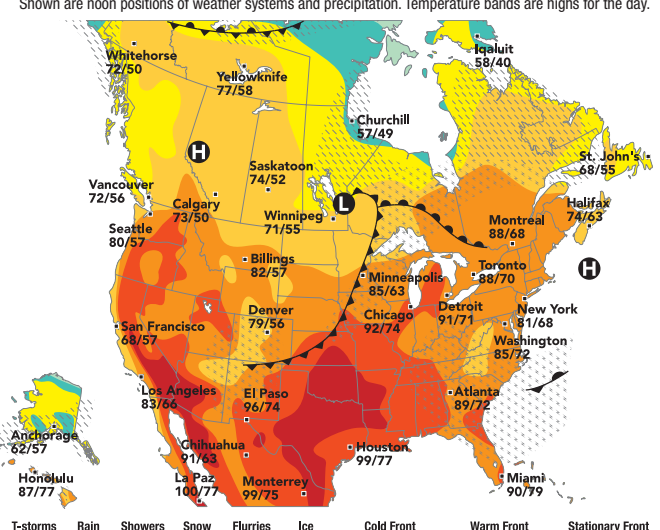 Shown are noon positions of weather systems and precipitation. Temperature bands are highs for the day.
Whitehorse
72/50
Yellowknife
77/58
Iqaluit
58/40
Churchill
57/49
H
Saskatoon
74/52
St. John's
68/55
Vancouver
72/56
Calgary
73/50
L
Winnipeg
71/55
Halifax
74/63
Seattle
80/57
Montreal
88/68
Billings
82/57
Minneapolis
85/63
Toronto
88/70
H
Denver
79/56
Chicago
92/74
Detroit
91/71
New York
81/68
San Francisco
68/57
Washington
85/72
Los Angeles
83/66
El Paso
96/74
Atlanta
89/72
Anchorage
62/57
Chihuahua
91/63
Houston
99/77
Honolulu
87/77
La Paz
100/77
Monterrey
99/75
Miami
90/79
T-storms Rain Showers Snow Flurries Ice Cold Front Warm Front Stationary Front